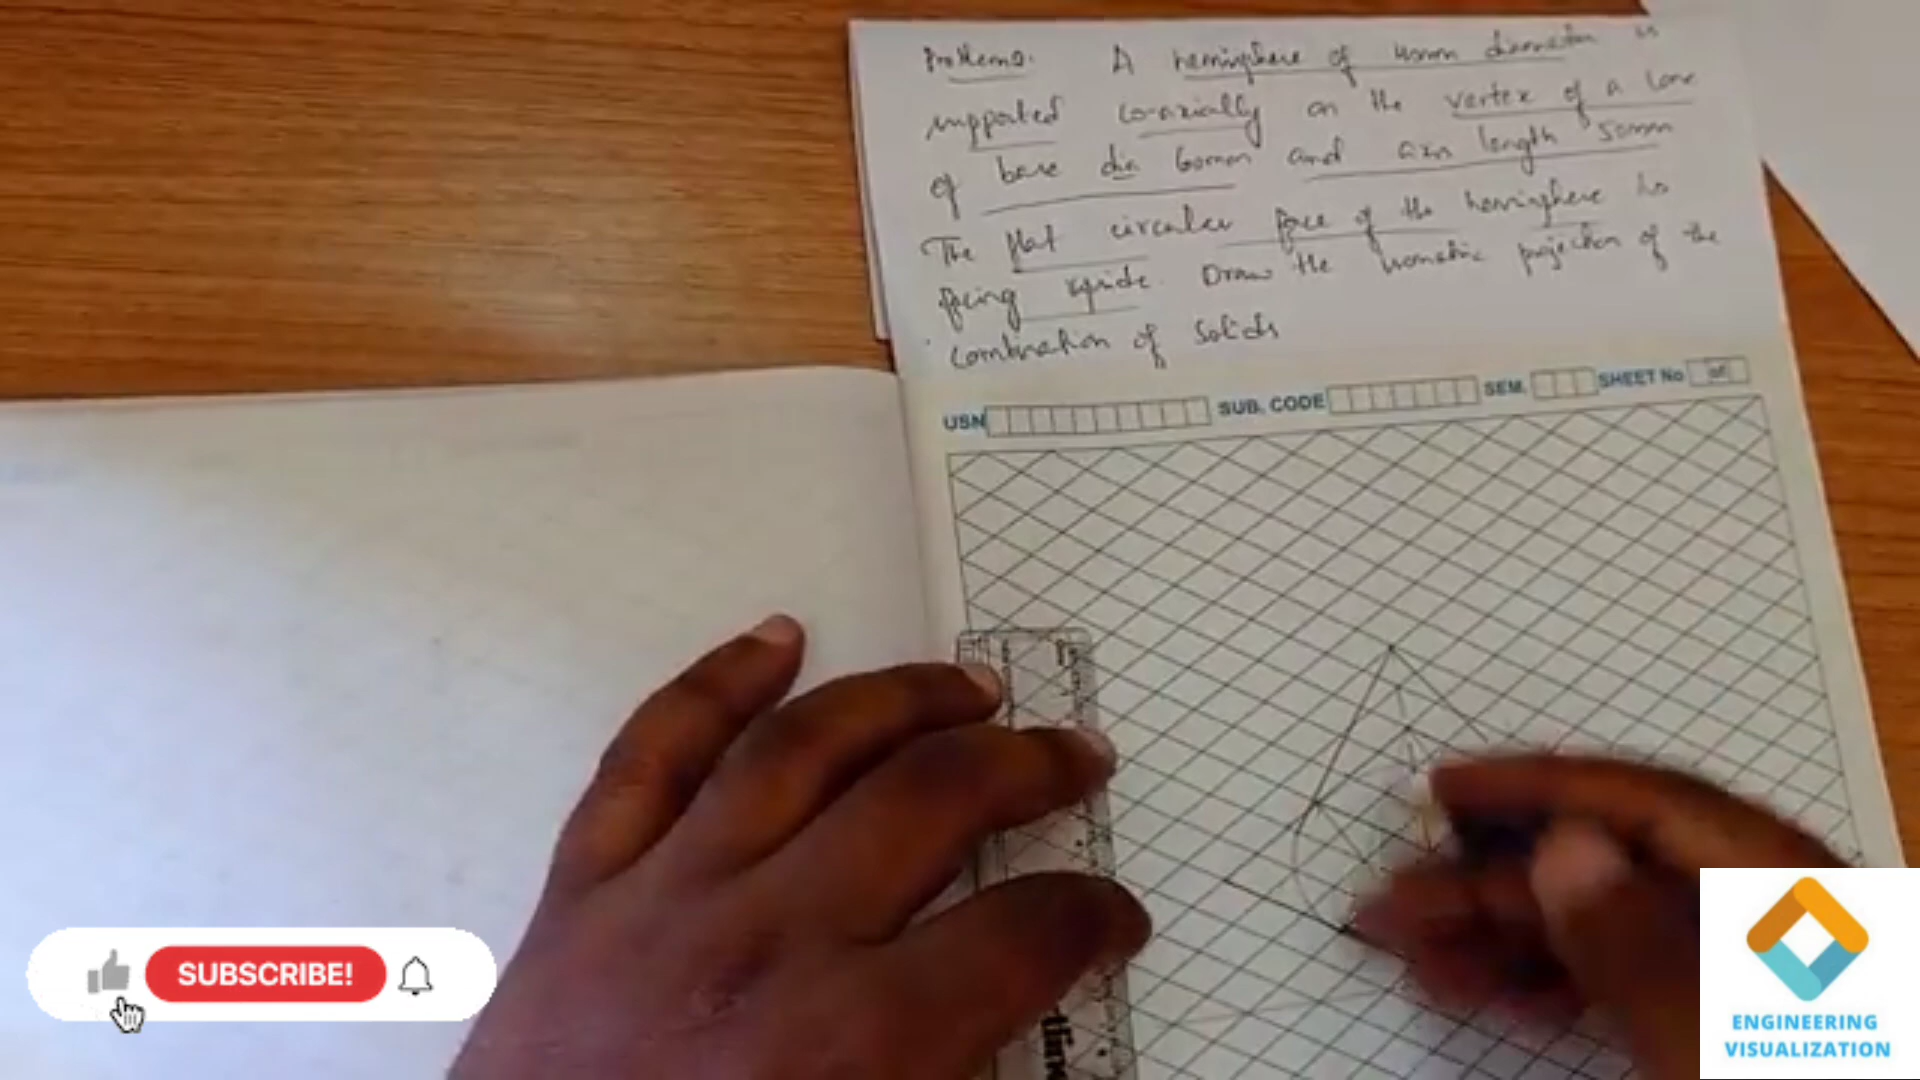 Problem 2. A hemisphere of 40mm diameter is
supported co-axially on the vertex of a cone
of base dia 60mm and axis length 50mm
The flat circular face of the hemisphere is
facing upside. Draw the isometric projection of the
combination of solids
USN SUB. CODE SEM. SHEET No
SUBSCRIBE!
ENGINEERING
VISUALIZATION